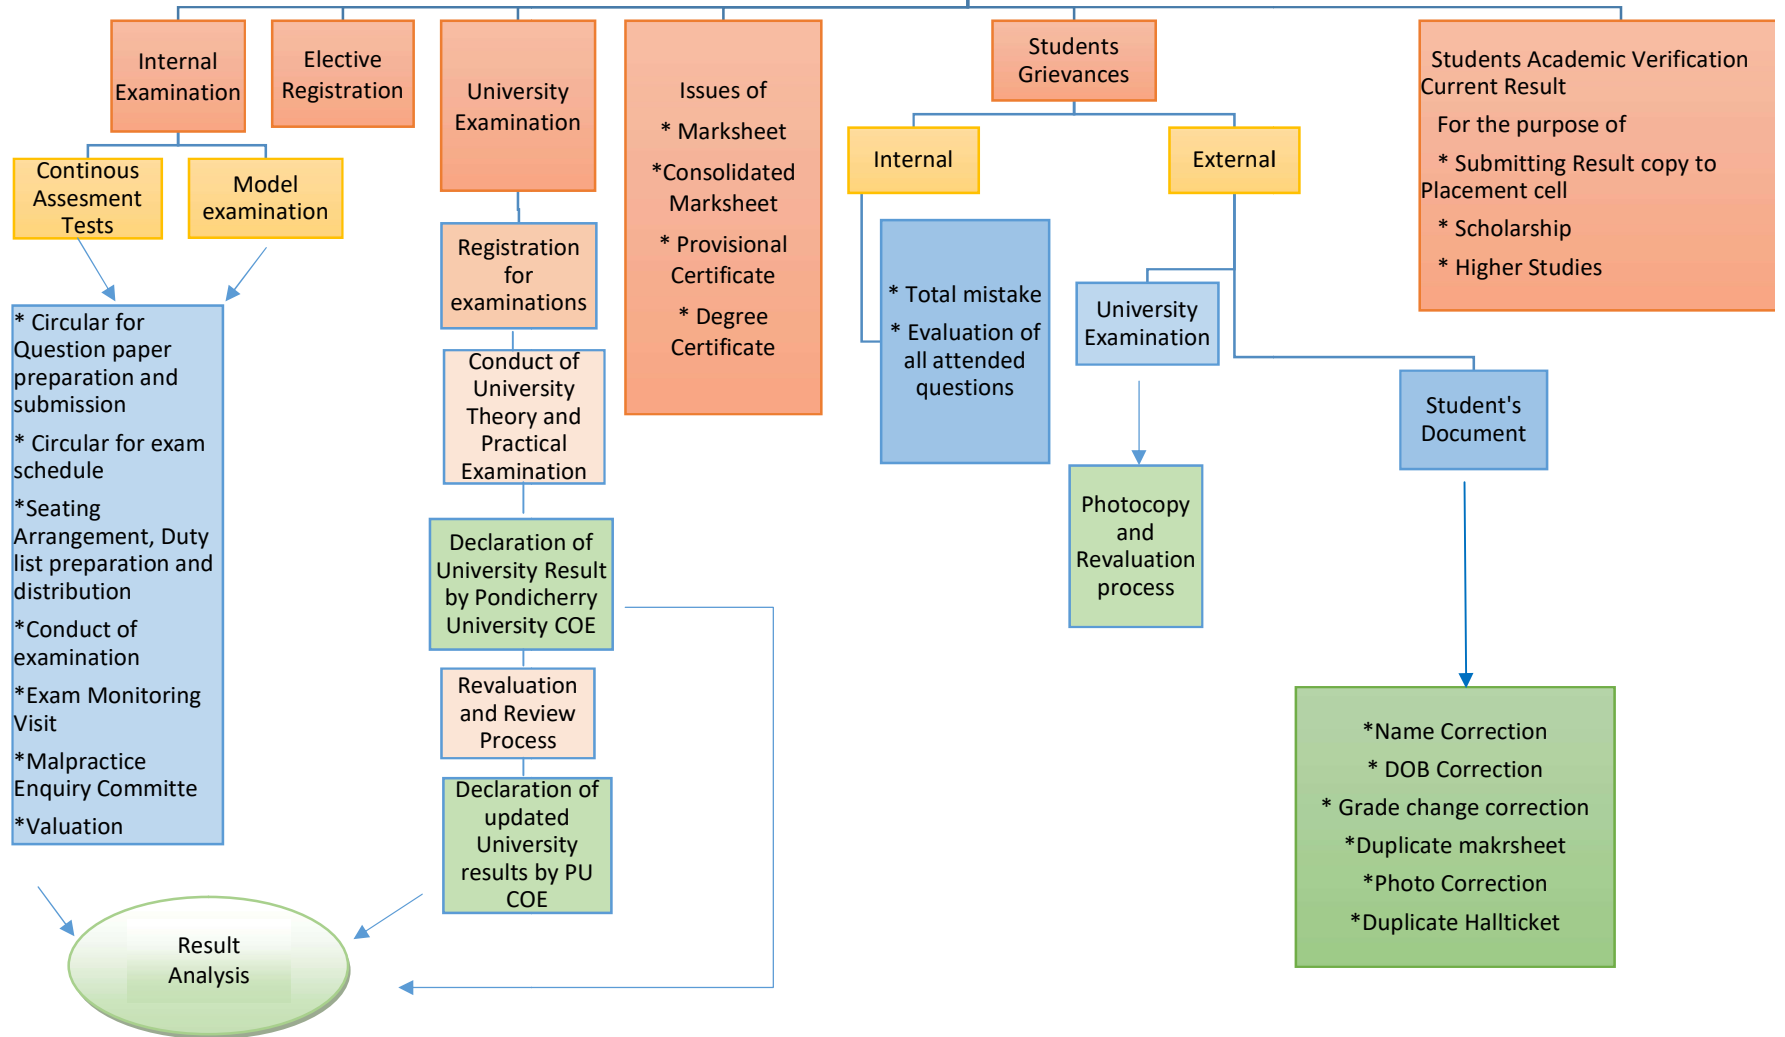 Internal
Examination
Elective
Registration
University
Examination
Issues of
* Marksheet
*Consolidated
Marksheet
* Provisional
Certificate
* Degree
Certificate
Students
Grievances
Students Academic Verification
Current Result
For the purpose of
* Submitting Result copy to
Placement cell
* Scholarship
* Higher Studies
Continous
Assesment
Tests
Model
examination
Internal
External
Registration
for
examinations
* Total mistake
* Evaluation of
all attended
questions
University
Examination
Student's
Document
* Circular for
Question paper
preparation and
submission
* Circular for exam
schedule
*Seating
Arrangement, Duty
list preparation and
distribution
*Conduct of
examination
*Exam Monitoring
Visit
*Malpractice
Enquiry Committe
*Valuation
Conduct of
University
Theory and
Practical
Examination
Declaration of
University Result
by Pondicherry
University COE
Revaluation
and Review
Process
Declaration of
updated
University
results by PU
COE
Photocopy
and
Revaluation
process
*Name Correction
* DOB Correction
* Grade change correction
*Duplicate makrsheet
*Photo Correction
*Duplicate Hallticket
Result
Analysis